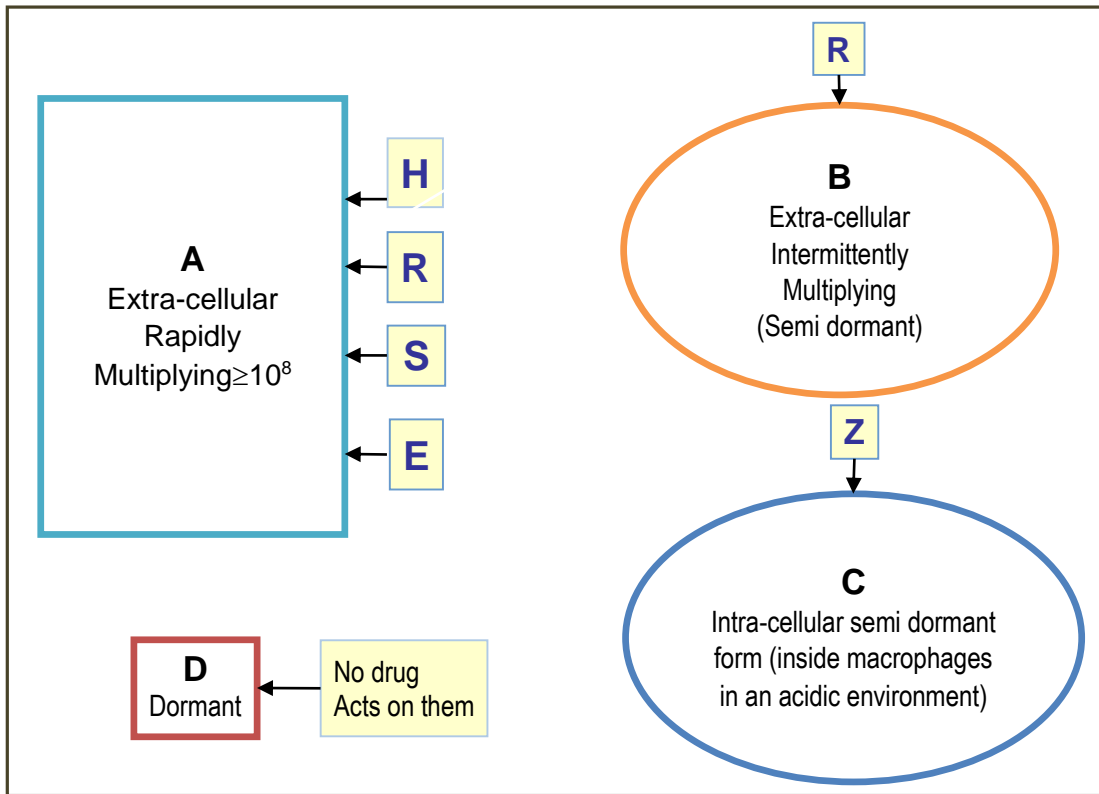 A
Extra-cellular
Rapidly
Multiplying≥10⁸
H
R
S
E
R
B
Extra-cellular
Intermittently
Multiplying
(Semi dormant)
Z
C
Intra-cellular semi dormant
form (inside macrophages
in an acidic environment)
D
Dormant
No drug
Acts on them